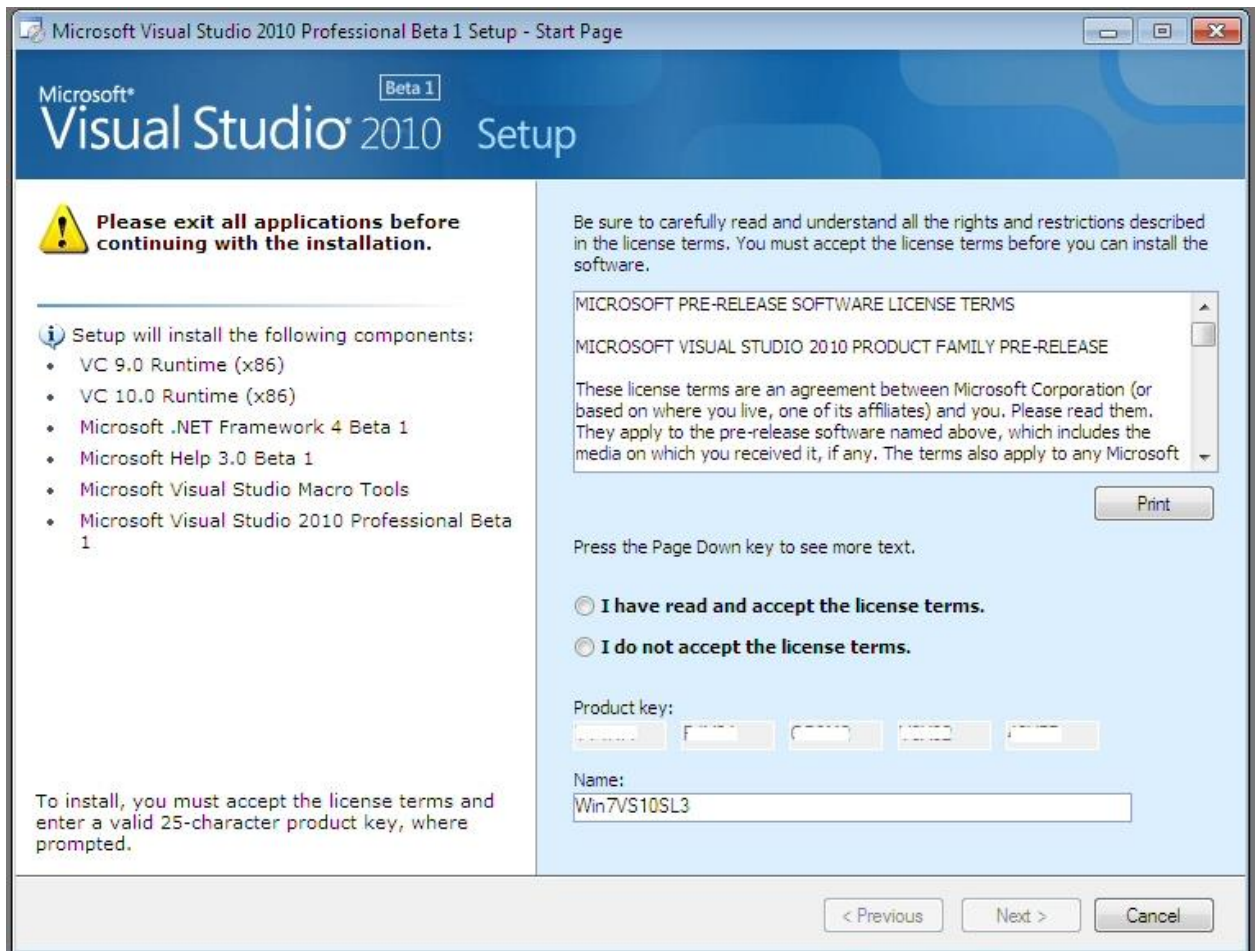 Microsoft Visual Studio 2010 Professional Beta 1 Setup - Start Page
Microsoft®
Beta 1
Visual Studio® 2010 Setup
Please exit all applications before
continuing with the installation.
Setup will install the following components:
• VC 9.0 Runtime (x86)
• VC 10.0 Runtime (x86)
• Microsoft .NET Framework 4 Beta 1
• Microsoft Help 3.0 Beta 1
• Microsoft Visual Studio Macro Tools
• Microsoft Visual Studio 2010 Professional Beta
1
To install, you must accept the license terms and
enter a valid 25-character product key, where
prompted.
Be sure to carefully read and understand all the rights and restrictions described
in the license terms. You must accept the license terms before you can install the
software.
MICROSOFT PRE-RELEASE SOFTWARE LICENSE TERMS
MICROSOFT VISUAL STUDIO 2010 PRODUCT FAMILY PRE-RELEASE
These license terms are an agreement between Microsoft Corporation (or
based on where you live, one of its affiliates) and you. Please read them.
They apply to the pre-release software named above, which includes the
media on which you received it, if any. The terms also apply to any Microsoft
Print
Press the Page Down key to see more text.
I have read and accept the license terms.
I do not accept the license terms.
Product key:
Name:
Win7VS10SL3
< Previous
Next >
Cancel